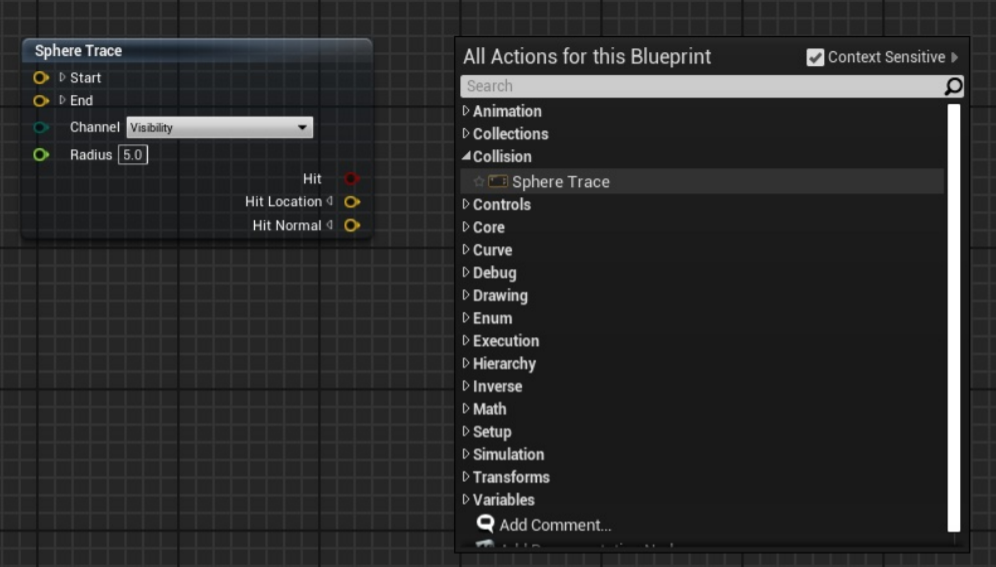 Sphere Trace
Start
End
Channel Visibility
Radius 5.0
Hit
Hit Location
Hit Normal
All Actions for this Blueprint Context Sensitive
Search
Animation
Collections
Collision
Sphere Trace
Controls
Core
Curve
Debug
Drawing
Enum
Execution
Hierarchy
Inverse
Math
Setup
Simulation
Transforms
Variables
Add Comment...